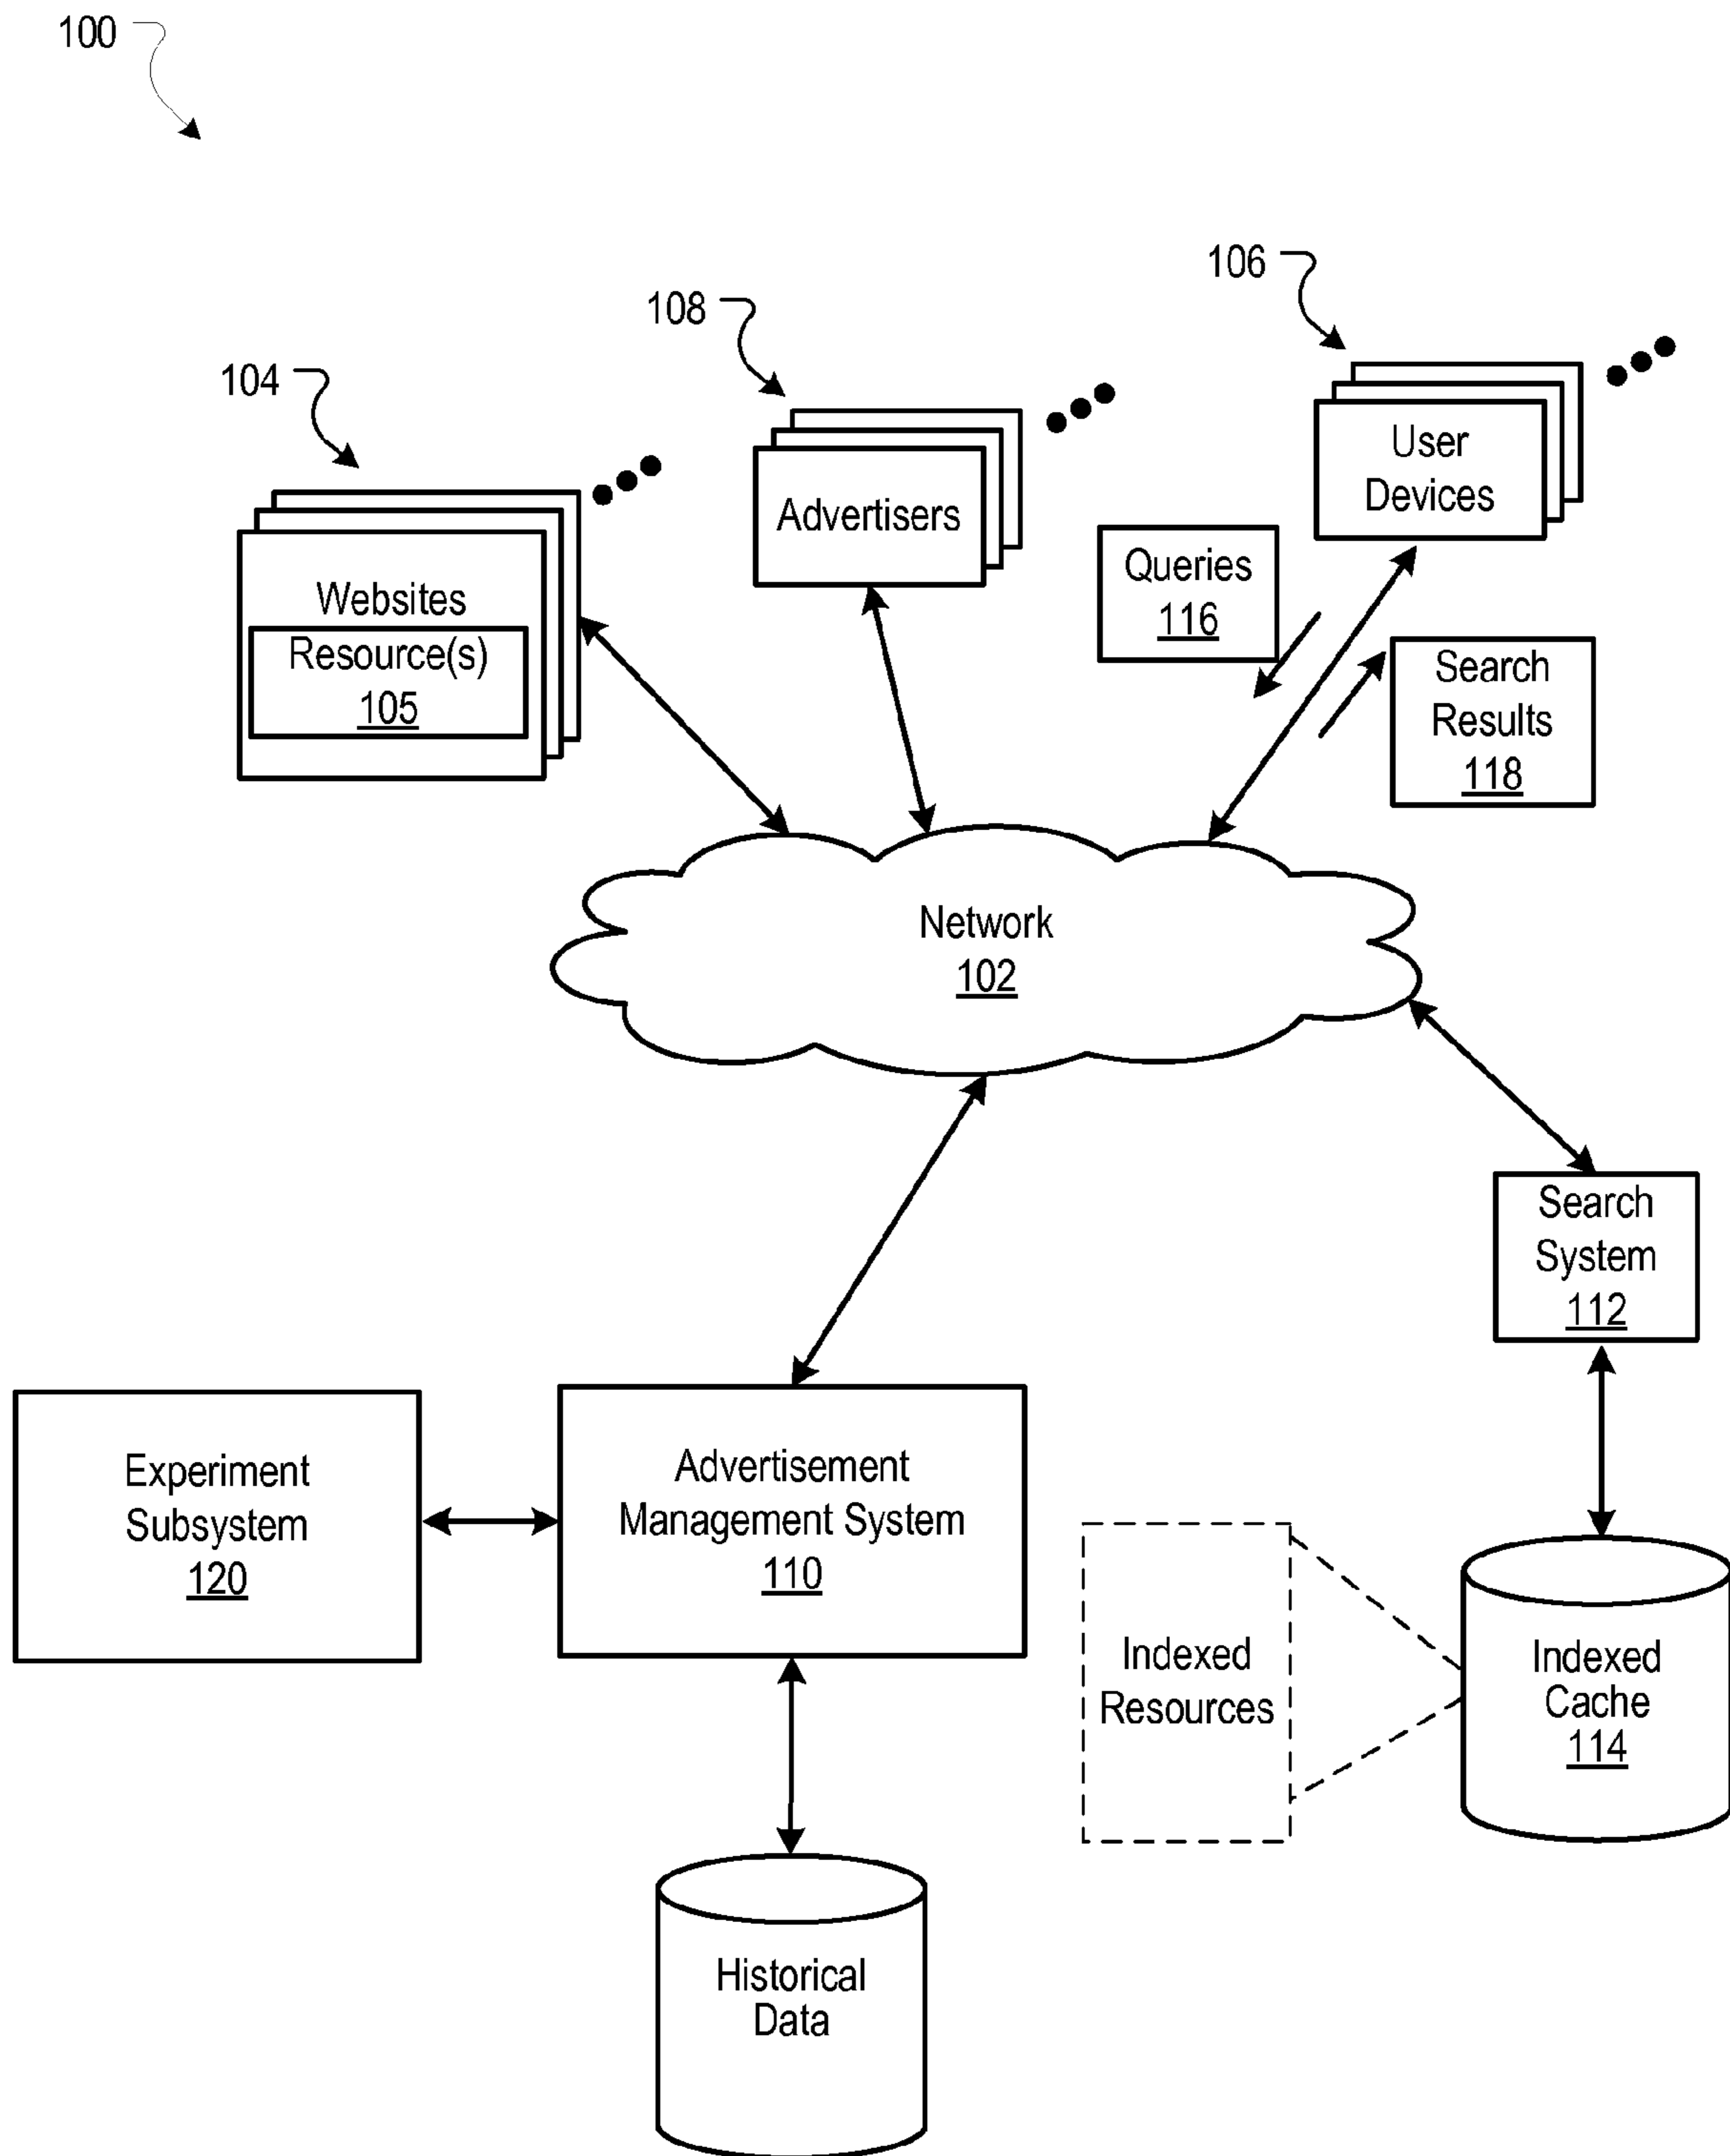 100
106
108
104
User
Devices
Advertisers
Queries
116
Websites
Resource(s)
105
Search
Results
118
Network
102
Search
System
112
Experiment
Subsystem
120
Advertisement
Management System
110
Indexed
Resources
Indexed
Cache
114
Historical
Data